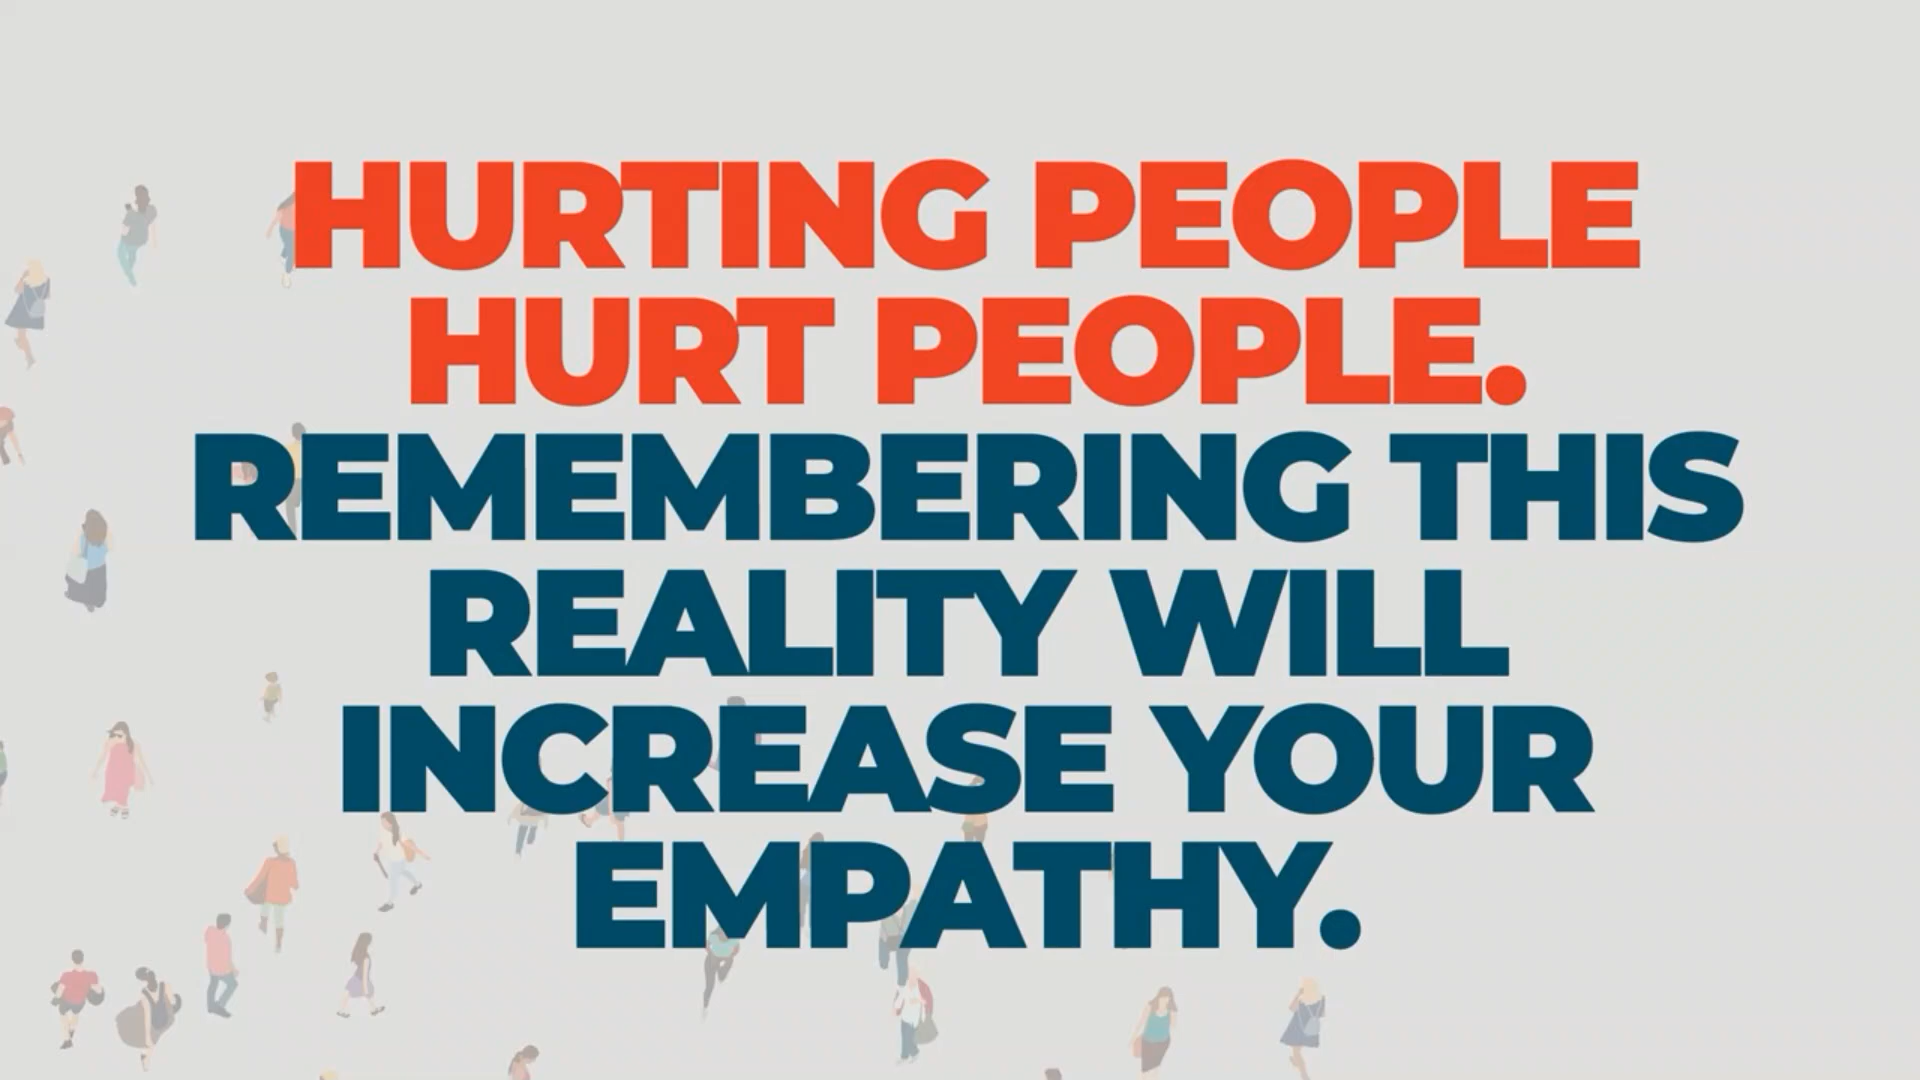 HURTING PEOPLE
HURT PEOPLE.
REMEMBERING THIS
REALITY WILL
INCREASE YOUR
EMPATHY.